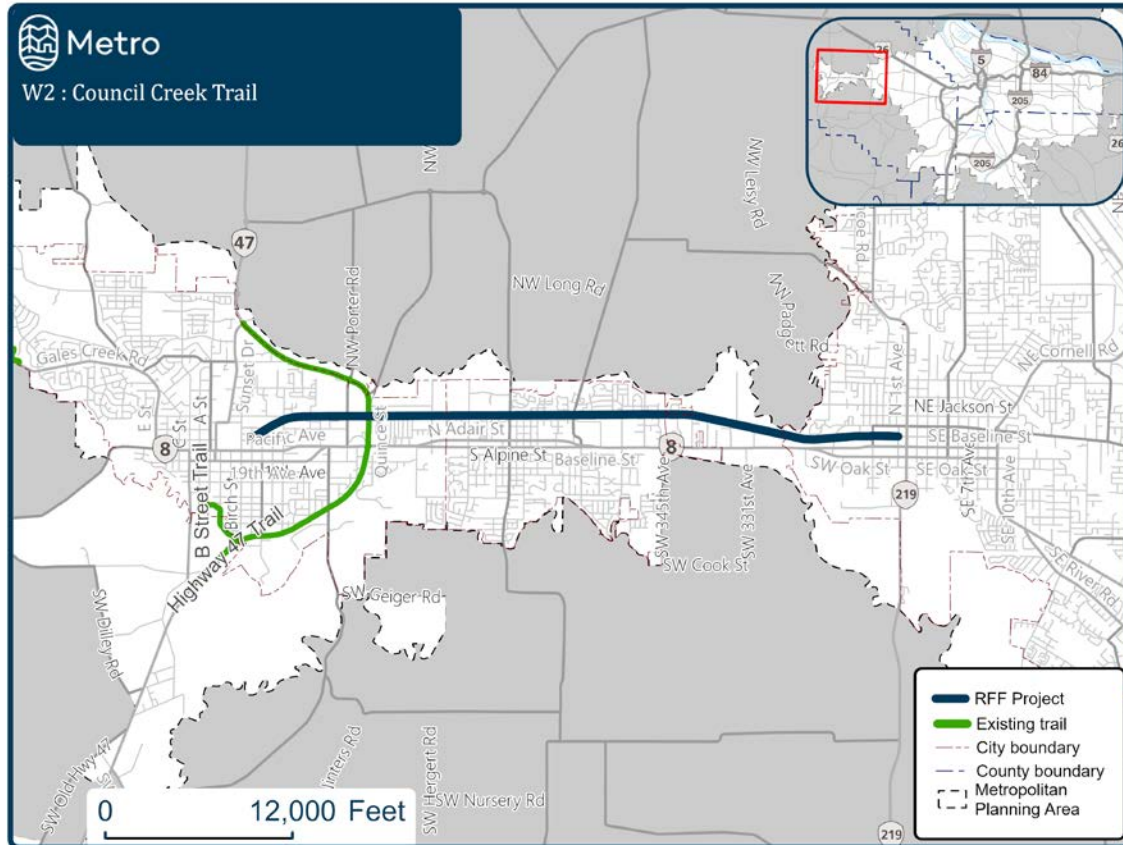 Metro
W2 : Council Creek Trail
26
5
84
205
205
26
47
NW Leisy Rd
NW Porter Rd
NW Long Rd
NW Padgett Rd
Gales Creek Rd
Sunset Dr
E St
C St
A St
Pacific Ave
Quince St
N Adair St
N 1st Ave
NE Cornell Rd
NE Jackson St
SE Baseline St
8
S Alpine St
Baseline St
8
SW Oak St
SE Oak St
19th Ave
Ave
B Street Trail
Birch St
Highway 47 Trail
SW 345th Ave
SW 331st Ave
219
SE 7th Ave
SE 10th Ave
SW Cook St
SE River Rd
SW Geiger Rd
SW Dilley Rd
SW Old Hwy 47
SW Hergert Rd
SW Nursery Rd
219
0 12,000 Feet
RFF Project
Existing trail
City boundary
County boundary
Metropolitan
Planning Area